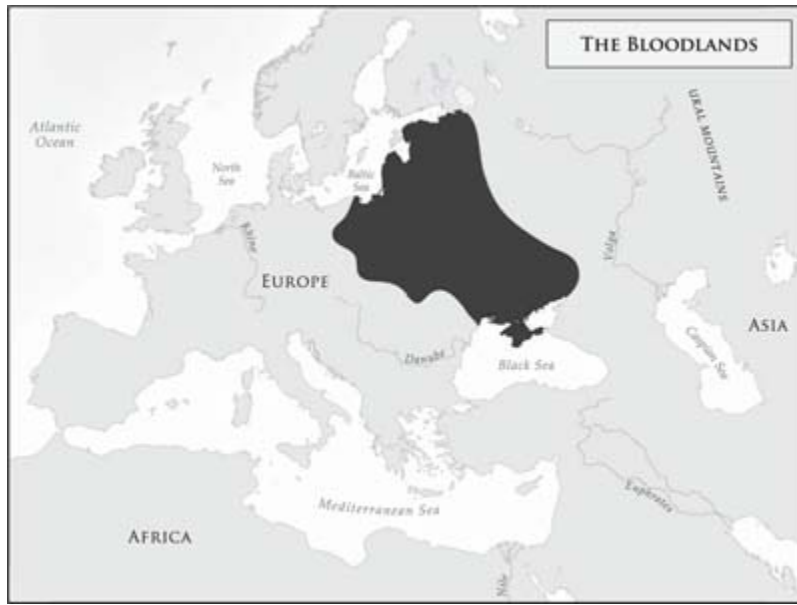 THE BLOODLANDS
Atlantic
Ocean
North
Sea
Baltic
Sea
URAL MOUNTAINS
Rhine
Volga
EUROPE
ASIA
Caspian Sea
Danube
Black Sea
Euphrates
Mediterranean Sea
AFRICA
Nile